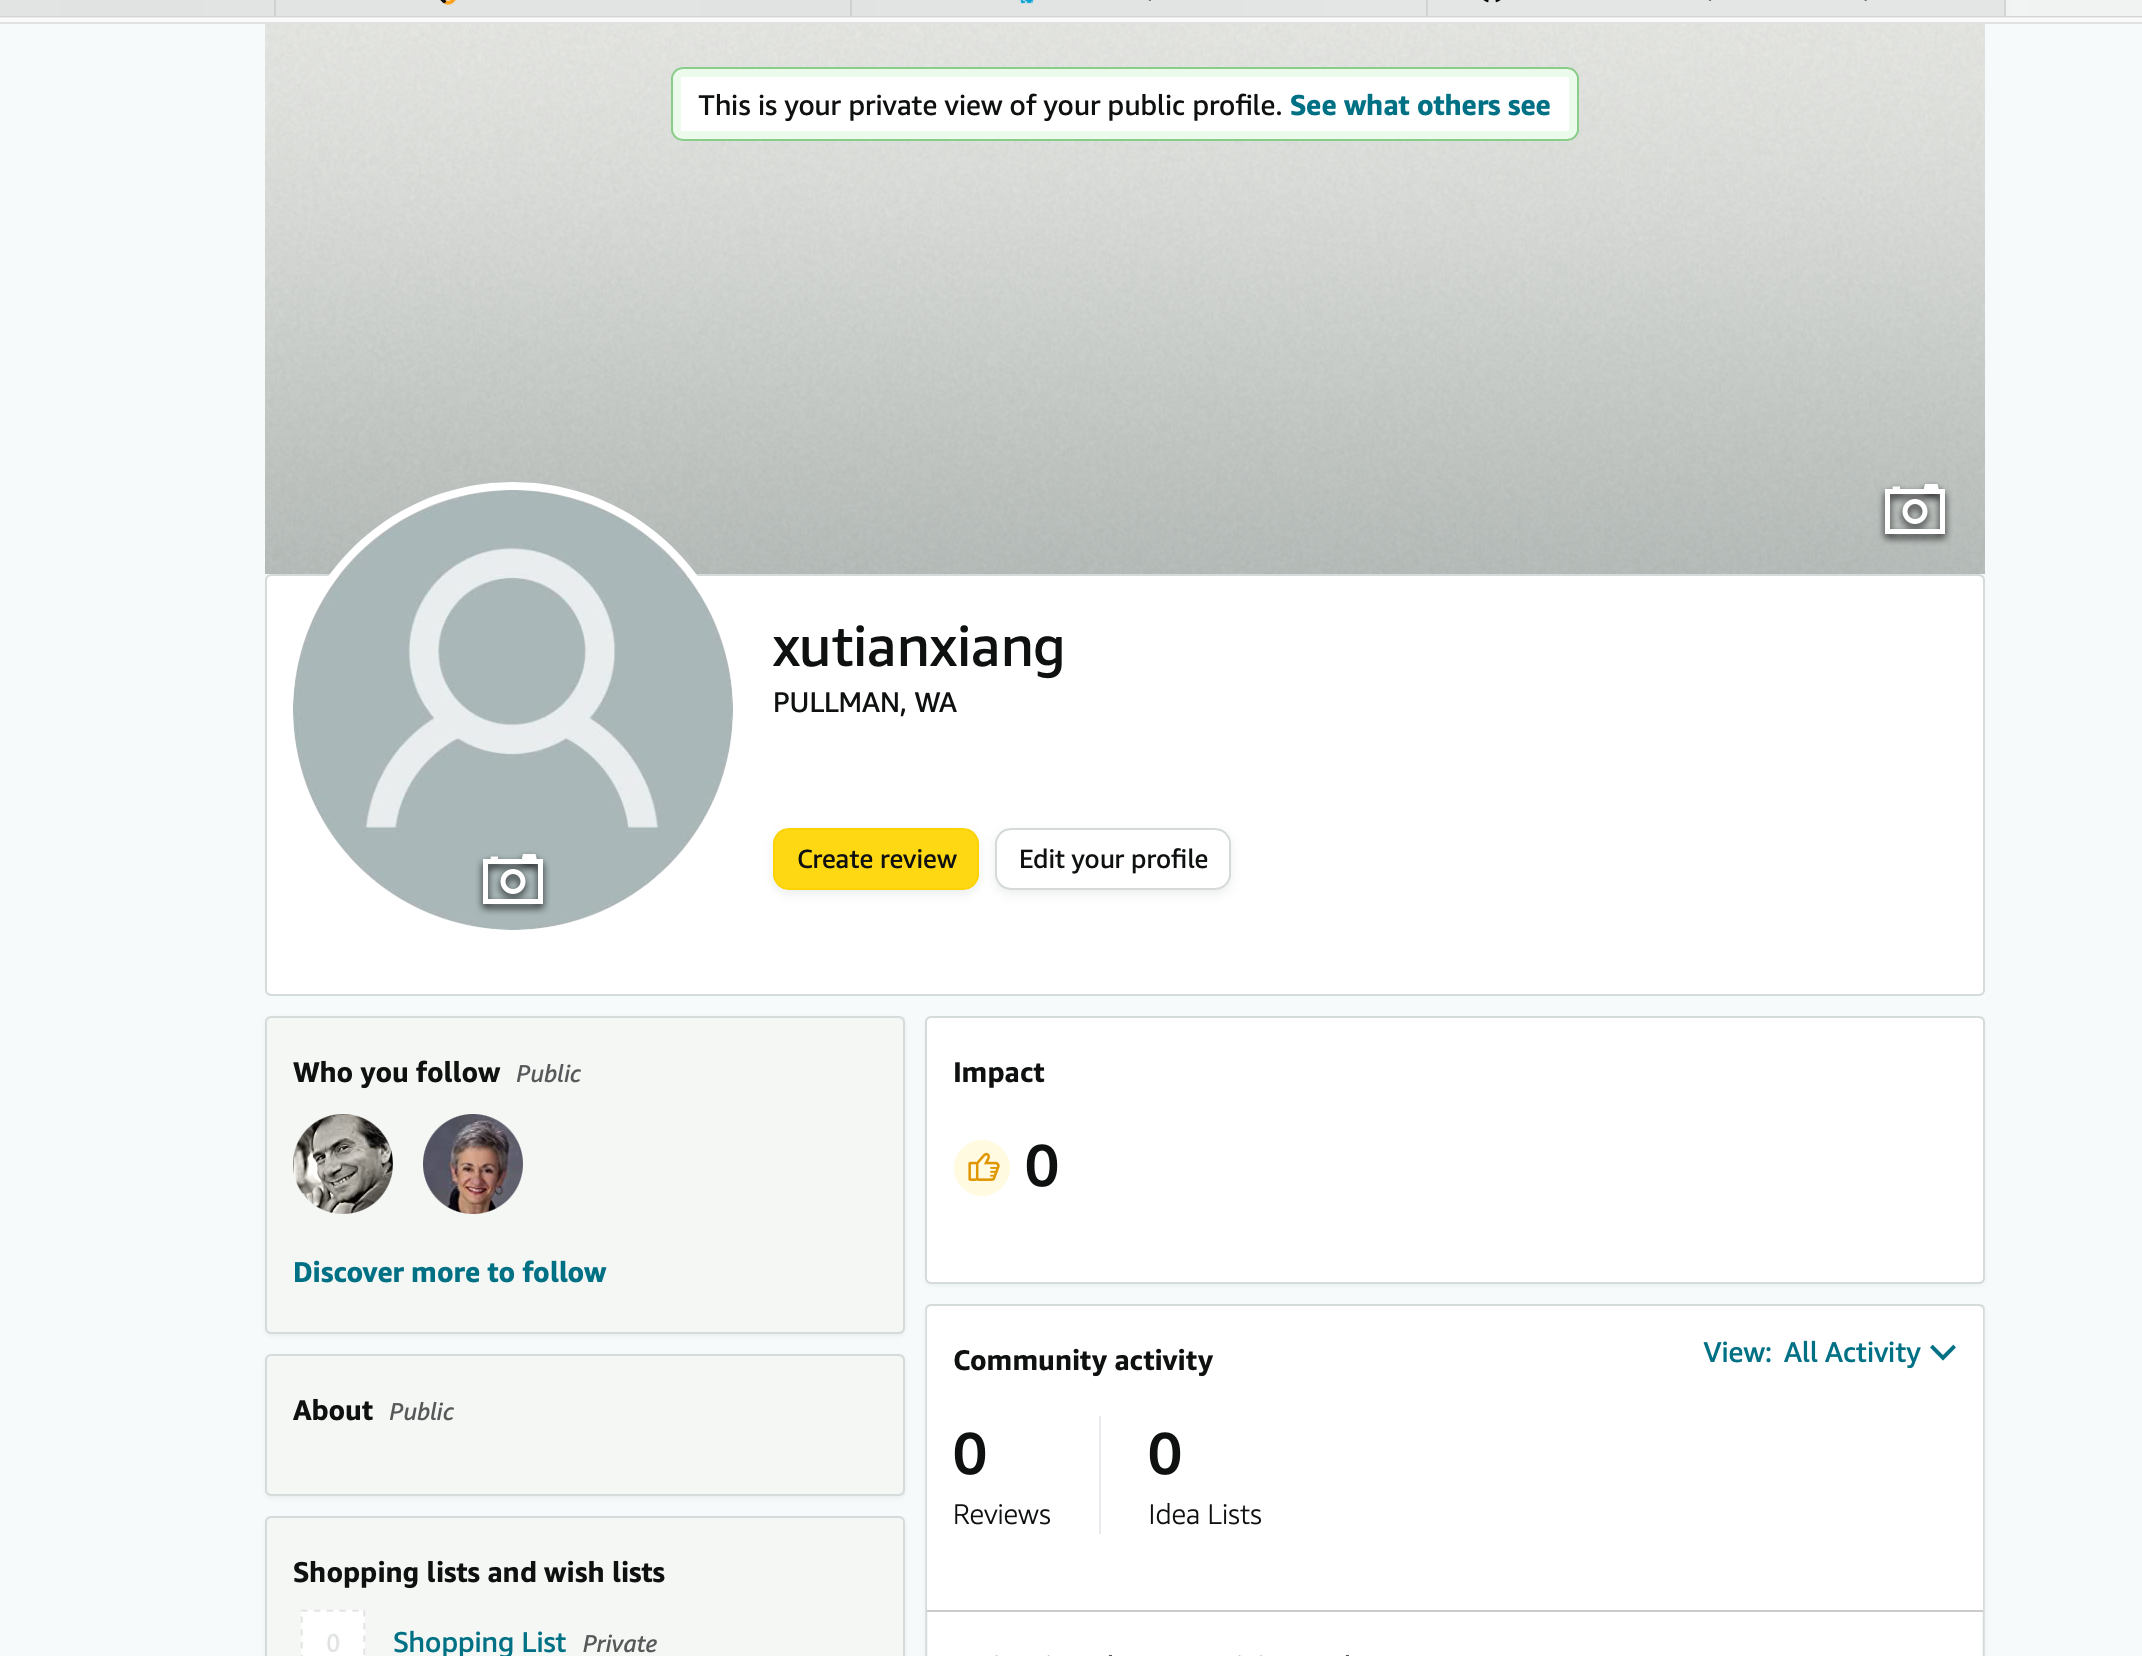 This is your private view of your public profile. See what others see
xutianxiang
PULLMAN, WA
Create review
Edit your profile
Who you follow Public
Discover more to follow
About Public
Shopping lists and wish lists
0
Shopping List Private
Impact
0
Community activity
View: All Activity
0
Reviews
0
Idea Lists